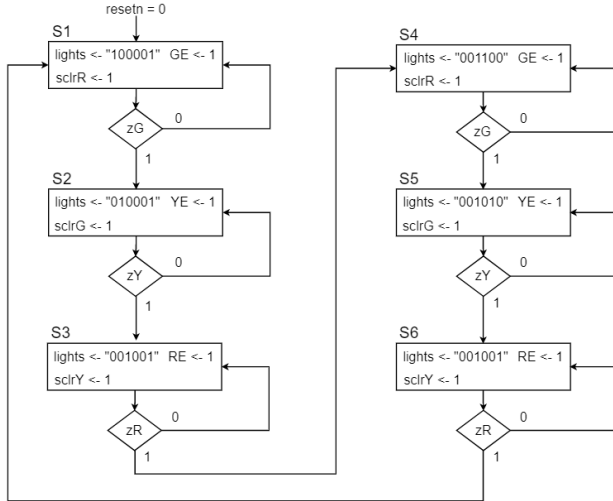 resetn = 0
S1
lights <- "100001" GE <- 1
sclrR <- 1
zG
0
1
S2
lights <- "010001" YE <- 1
sclrG <- 1
zY
0
1
S3
lights <- "001001" RE <- 1
sclrY <- 1
zR
0
1
S4
lights <- "001100" GE <- 1
sclrR <- 1
zG
0
1
S5
lights <- "001010" YE <- 1
sclrG <- 1
zY
0
1
S6
lights <- "001001" RE <- 1
sclrY <- 1
zR
0
1